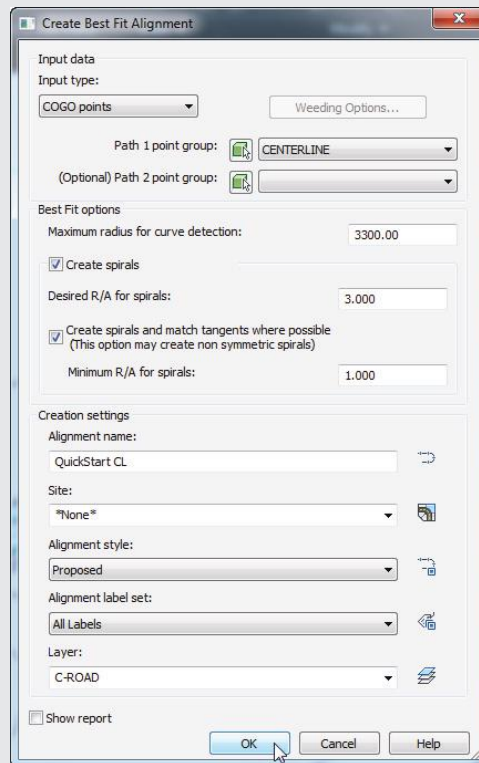 Create Best Fit Alignment
Input data
Input type:
COGO points
Weeding Options...
Path 1 point group:
CENTERLINE
(Optional) Path 2 point group:
Best Fit options
Maximum radius for curve detection:
3300.00
Create spirals
Desired R/A for spirals:
3.000
Create spirals and match tangents where possible
(This option may create non symmetric spirals)
Minimum R/A for spirals:
1.000
Creation settings
Alignment name:
QuickStart CL
Site:
*None*
Alignment style:
Proposed
Alignment label set:
All Labels
Layer:
C-ROAD
Show report
OK
Cancel
Help